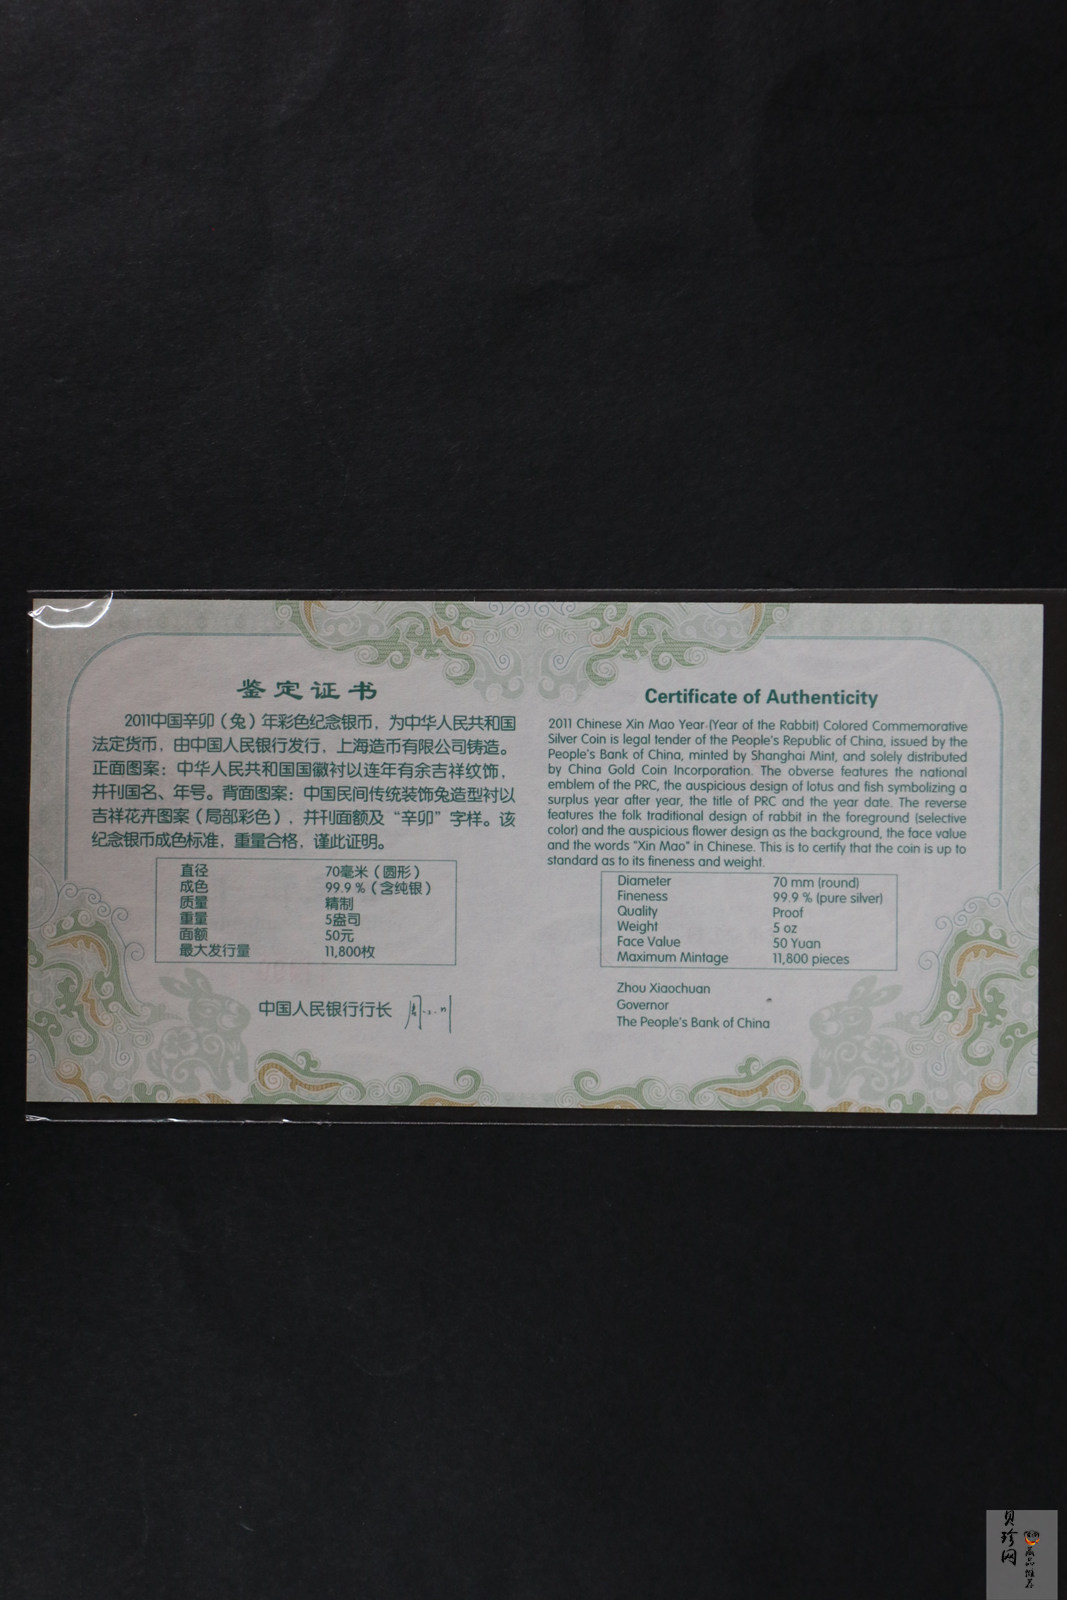 鉴定证书
2011中国辛卯（兔）年彩色纪念银币，为中华人民共和国
法定货币，由中国人民银行发行，上海造币有限公司铸造。
正面图案：中华人民共和国国徽衬以连年有余吉祥纹饰，
并刊国名、年号。背面图案：中国民间传统装饰兔造型衬以
吉祥花卉图案（局部彩色），并刊面额及“辛卯”字样。该
纪念银币成色标准，重量合格，谨此证明。
直径 70毫米（圆形）
成色 99.9％（含纯银）
质量 精制
重量 5盎司
面额 50元
最大发行量 11,800枚
中国人民银行行长
Certificate of Authenticity
2011 Chinese Xin Mao Year (Year of the Rabbit) Colored Commemorative
Silver Coin is legal tender of the People's Republic of China, issued by the
People's Bank of China, minted by Shanghai Mint, and solely distributed
by China Gold Coin Incorporation. The obverse features the national
emblem of the PRC, the auspicious design of lotus and fish symbolizing a
surplus year after year, the title of PRC and the year date. The reverse
features the folk traditional design of rabbit in the foreground (selective
color) and the auspicious flower design as the background, the face value
and the words "Xin Mao" in Chinese. This is to certify that the coin is up to
standard as to its fineness and weight.
Diameter 70 mm (round)
Fineness 99.9 % (pure silver)
Quality Proof
Weight 5 oz
Face Value 50 Yuan
Maximum Mintage 11,800 pieces
Zhou Xiaochuan
Governor
The People's Bank of China
贝珍网
商品推荐